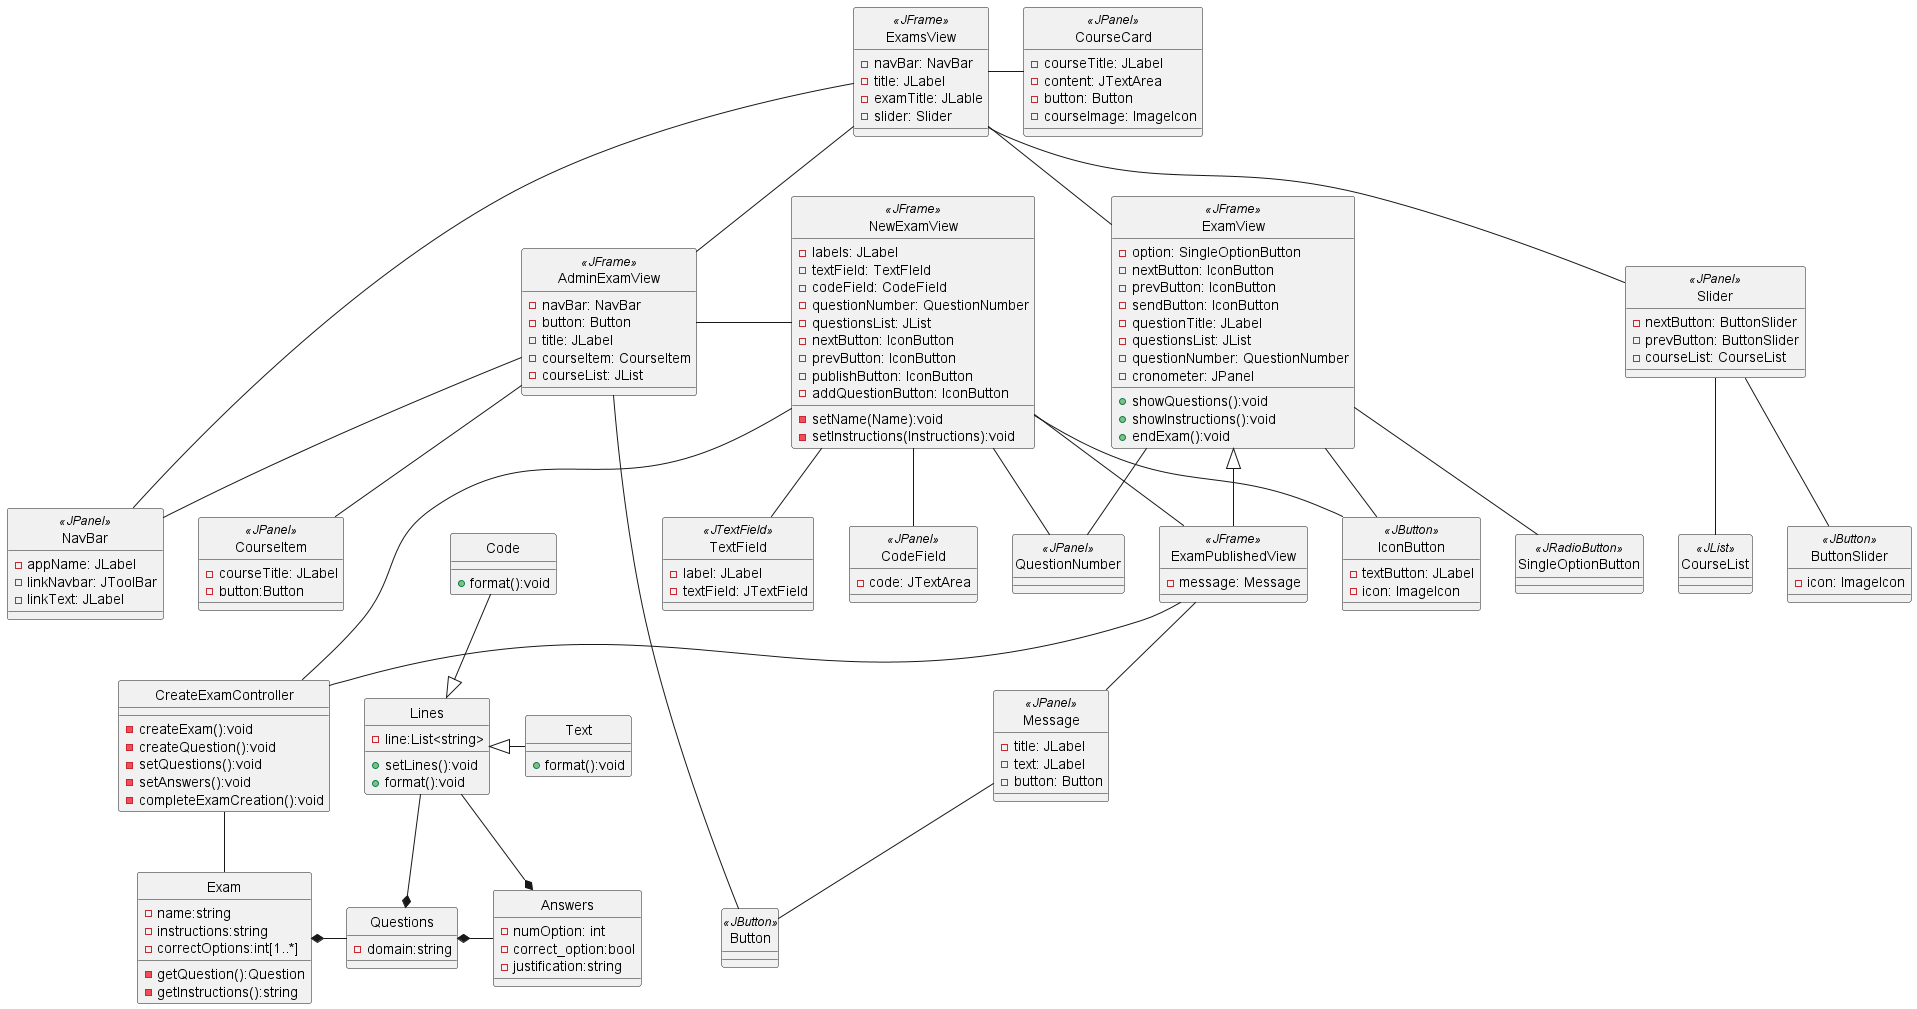 «JFrame»
ExamsView
navBar: NavBar
title: JLabel
examTitle: JLable
slider: Slider
«JPanel»
CourseCard
courseTitle: JLabel
content: JTextArea
button: Button
courseImage: ImageIcon
«JFrame»
AdminExamView
navBar: NavBar
button: Button
title: JLabel
courseItem: CourseItem
courseList: JList
«JFrame»
NewExamView
labels: JLabel
textField: TextFIeld
codeField: CodeField
questionNumber: QuestionNumber
questionsList: JList
nextButton: IconButton
prevButton: IconButton
publishButton: IconButton
addQuestionButton: IconButton
setName(Name):void
setInstructions(Instructions):void
«JFrame»
ExamView
option: SingleOptionButton
nextButton: IconButton
prevButton: IconButton
sendButton: IconButton
questionTitle: JLabel
questionsList: JList
questionNumber: QuestionNumber
cronometer: JPanel
showQuestions():void
showInstructions():void
endExam():void
«JPanel»
Slider
nextButton: ButtonSlider
prevButton: ButtonSlider
courseList: CourseList
«JPanel»
NavBar
appName: JLabel
linkNavbar: JToolBar
linkText: JLabel
«JPanel»
CourseItem
courseTitle: JLabel
button:Button
Code
format():void
«JTextField»
TextField
label: JLabel
textField: JTextField
«JPanel»
CodeField
code: JTextArea
«JPanel»
QuestionNumber
«JFrame»
ExamPublishedView
message: Message
«JButton»
IconButton
textButton: JLabel
icon: ImageIcon
«JRadioButton»
SingleOptionButton
«JList»
CourseList
«JButton»
ButtonSlider
icon: ImageIcon
CreateExamController
createExam():void
createQuestion():void
setQuestions():void
setAnswers():void
completeExamCreation():void
Lines
line:List<string>
setLines():void
format():void
Text
format():void
«JPanel»
Message
title: JLabel
text: JLabel
button: Button
Exam
name:string
instructions:string
correctOptions:int[1..*]
getQuestion():Question
getInstructions():string
Questions
domain:string
Answers
numOption: int
correct_option:bool
justification:string
«JButton»
Button